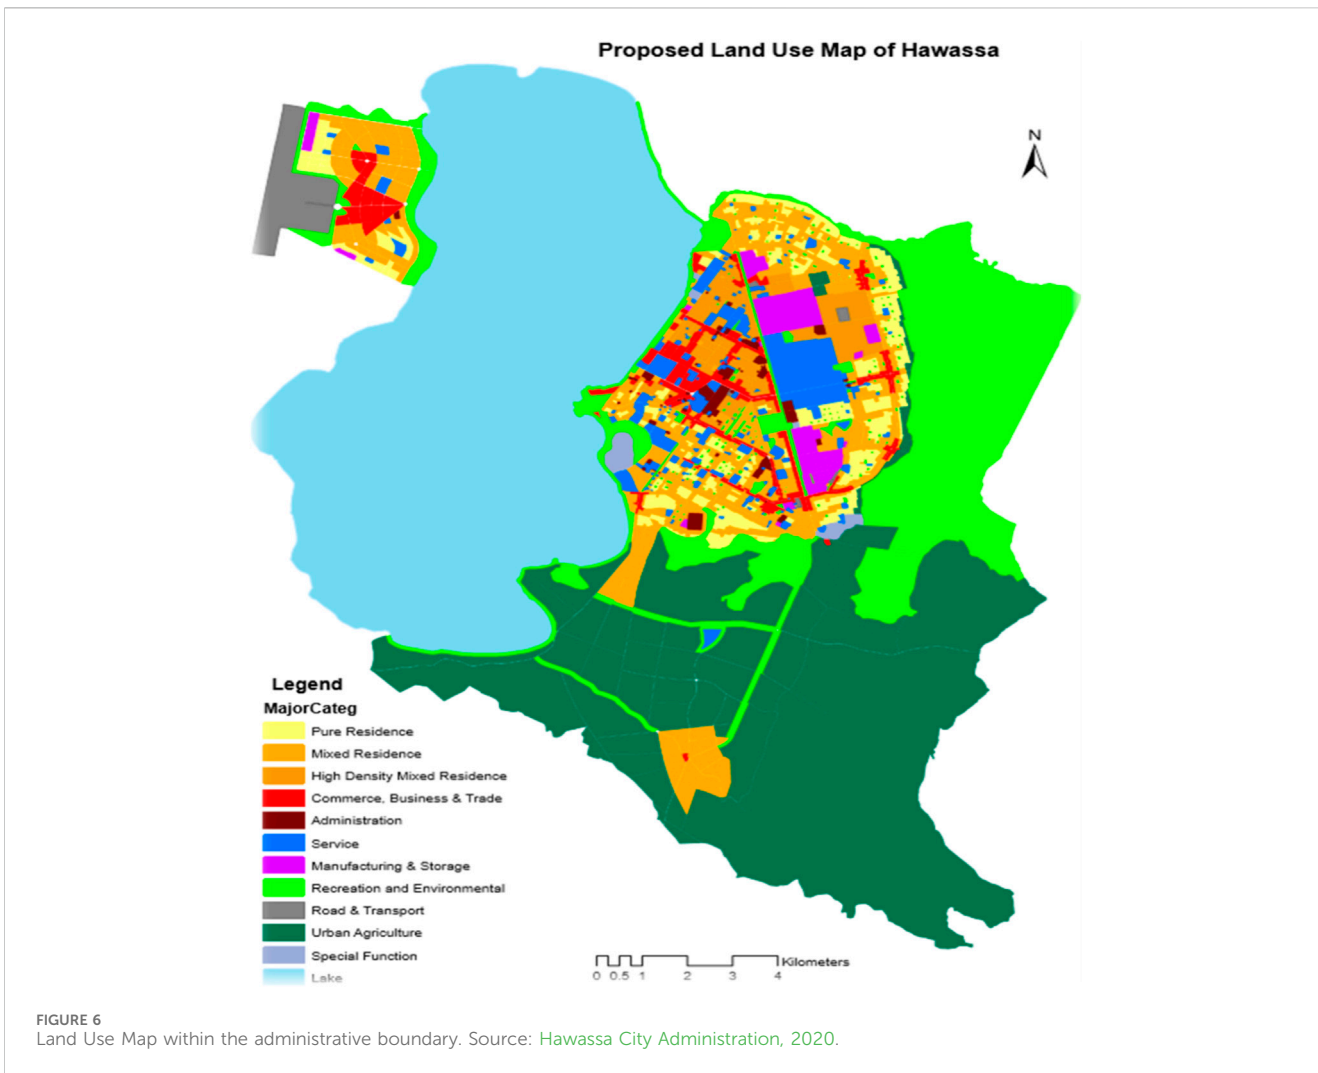 Proposed Land Use Map of Hawassa
N
Legend
MajorCateg
Pure Residence
Mixed Residence
High Density Mixed Residence
Commerce, Business & Trade
Administration
Service
Manufacturing & Storage
Recreation and Environmental
Road & Transport
Urban Agriculture
Special Function
Lake
Kilometers
0 0.5 1 2 3 4
FIGURE 6
Land Use Map within the administrative boundary. Source: Hawassa City Administration, 2020.